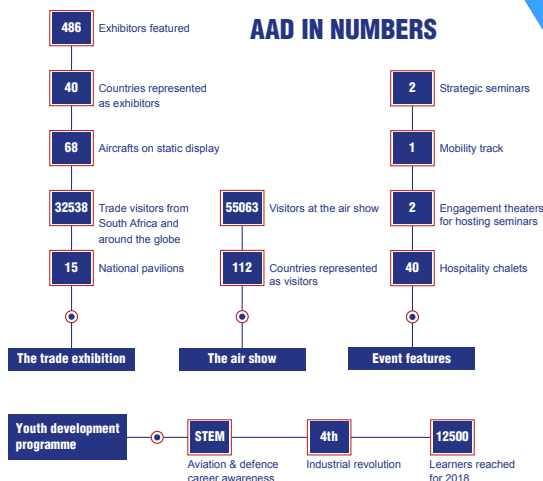 AAD IN NUMBERS
486
Exhibitors featured
40
Countries represented
as exhibitors
68
Aircrafts on static display
32538
Trade visitors from
South Africa and
around the globe
15
National pavilions
The trade exhibition
55063
Visitors at the air show
112
Countries represented
as visitors
The air show
2
Strategic seminars
1
Mobility track
2
Engagement theaters
for hosting seminars
40
Hospitality chalets
Event features
Youth development
programme
STEM
Aviation & defence
career awareness
4th
Industrial revolution
12500
Learners reached
for 2018